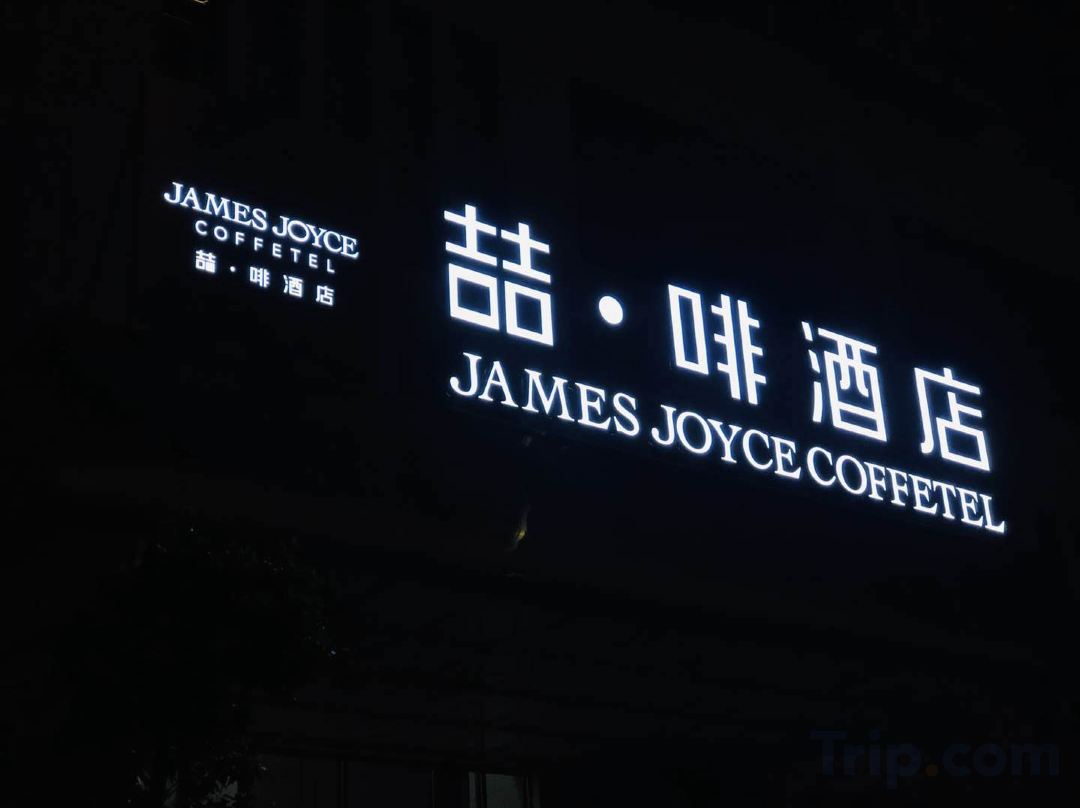 JAMES JOYCE
COFFETEL
喆·啡酒店
喆·啡酒店
JAMES JOYCE COFFETEL
Trip.com